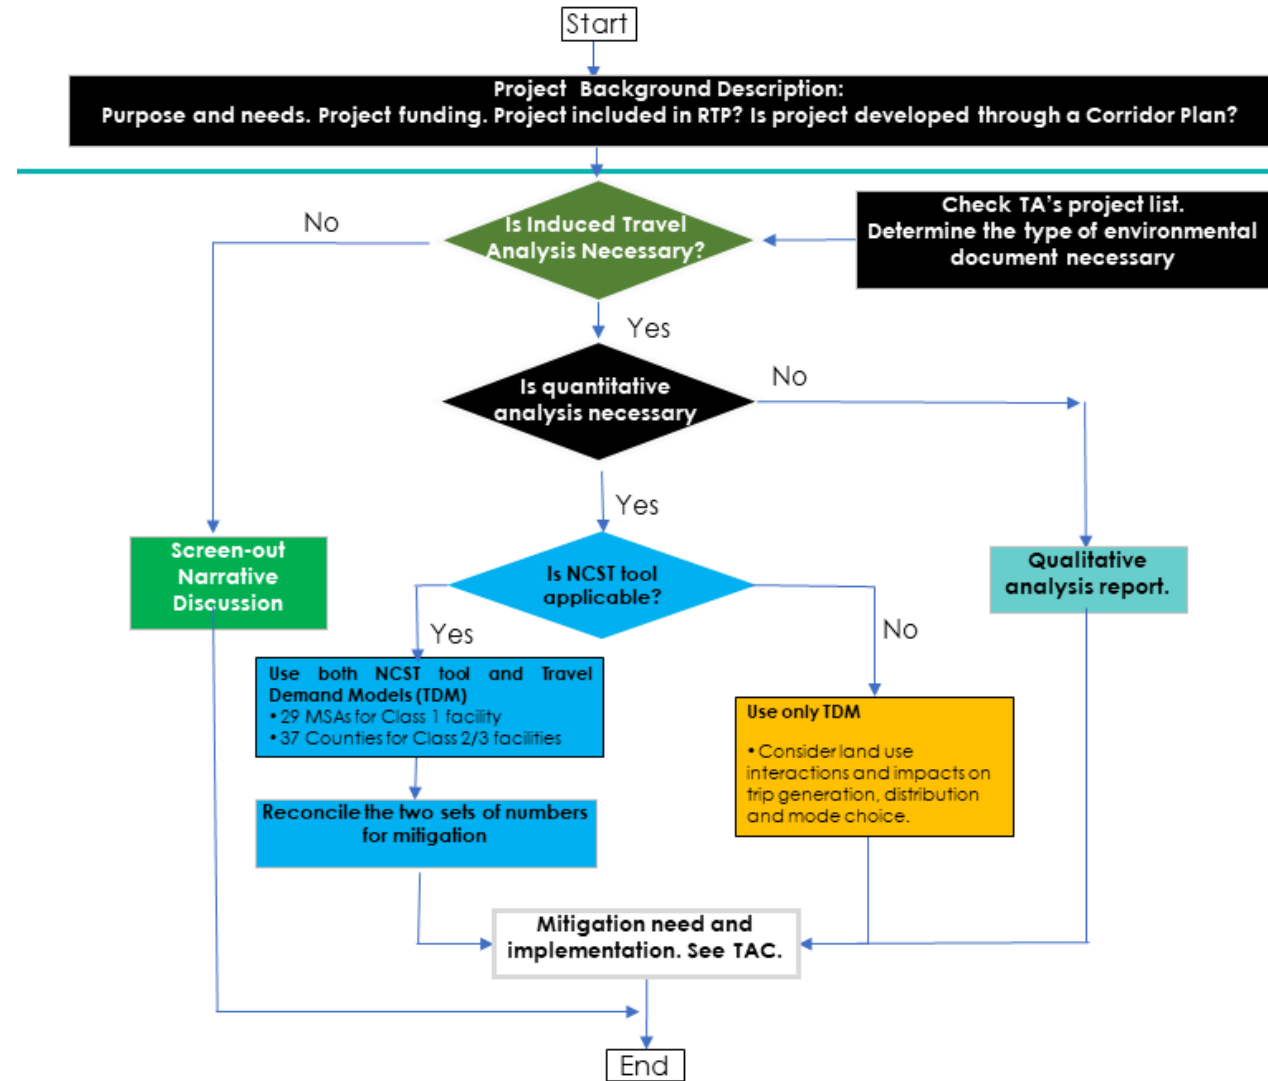 Start
Project Background Description:
Purpose and needs. Project funding. Project included in RTP? Is project developed through a Corridor Plan?
No
Is Induced Travel
Analysis Necessary?
Check TA's project list.
Determine the type of environmental
document necessary
Yes
Is quantitative
analysis necessary
No
Yes
Screen-out
Narrative
Discussion
Is NCST tool
applicable?
Qualitative
analysis report.
Yes
No
Use both NCST tool and Travel
Demand Models (TDM)
• 29 MSAs for Class 1 facility
• 37 Counties for Class 2/3 facilities
Use only TDM
• Consider land use
interactions and impacts on
trip generation, distribution
and mode choice.
Reconcile the two sets of numbers
for mitigation
Mitigation need and
implementation. See TAC.
End